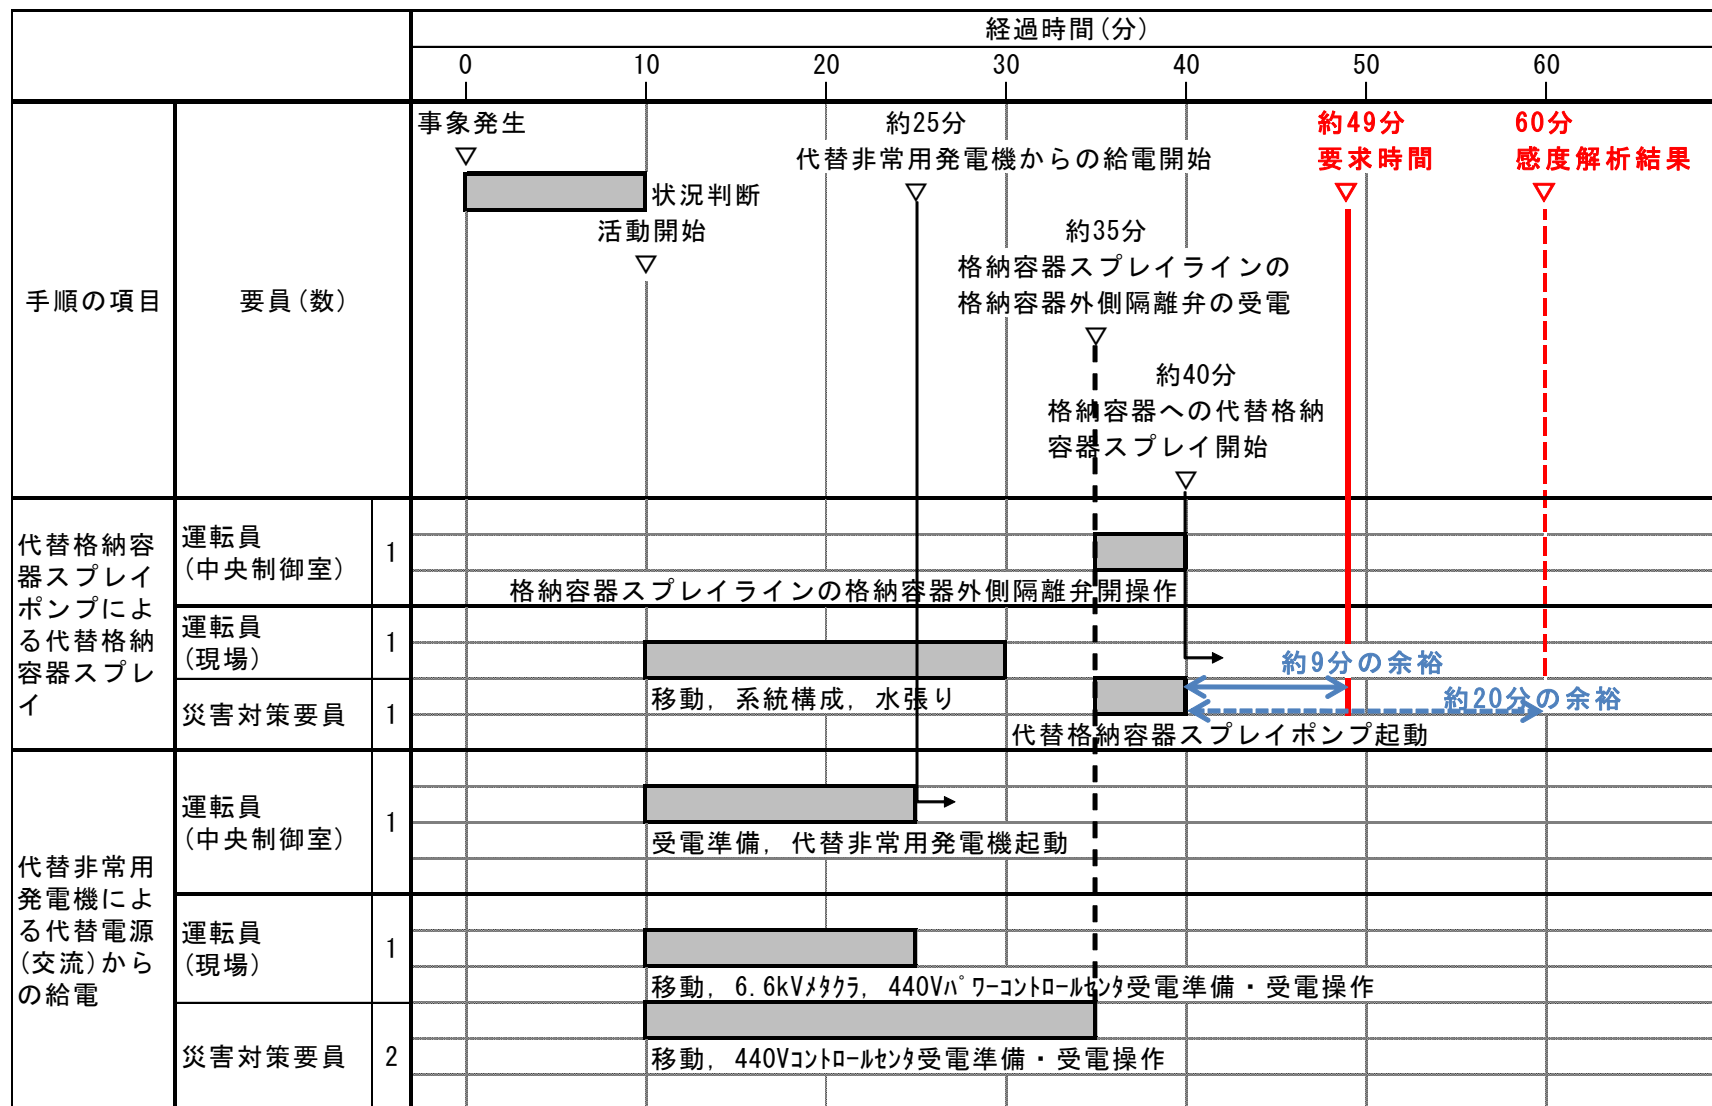 経過時間(分)
0 10 20 30 40 50 60
手順の項目
要員(数)
事象発生
状況判断
活動開始
約25分
代替非常用発電機からの給電開始
約35分
格納容器スプレイラインの
格納容器外側隔離弁の受電
約40分
格納容器への代替格納
容器スプレイ開始
約49分
要求時間
60分
感度解析結果
代替格納容
器スプレイ
ポンプによ
る代替格納
容器スプレ
イ
運転員
(中央制御室)
1
格納容器スプレイラインの格納容器外側隔離弁開操作
運転員
(現場)
1
移動, 系統構成, 水張り
約9分の余裕
災害対策要員
1
約20分の余裕
代替格納容器スプレイポンプ起動
代替非常用
発電機によ
る代替電源
(交流)から
の給電
運転員
(中央制御室)
1
受電準備, 代替非常用発電機起動
運転員
(現場)
1
移動, 6.6kVﾒﾀｸﾗ, 440Vﾊﾟﾜｰｺﾝﾄﾛｰﾙｾﾝﾀ受電準備・受電操作
災害対策要員
2
移動, 440Vｺﾝﾄﾛｰﾙｾﾝﾀ受電準備・受電操作